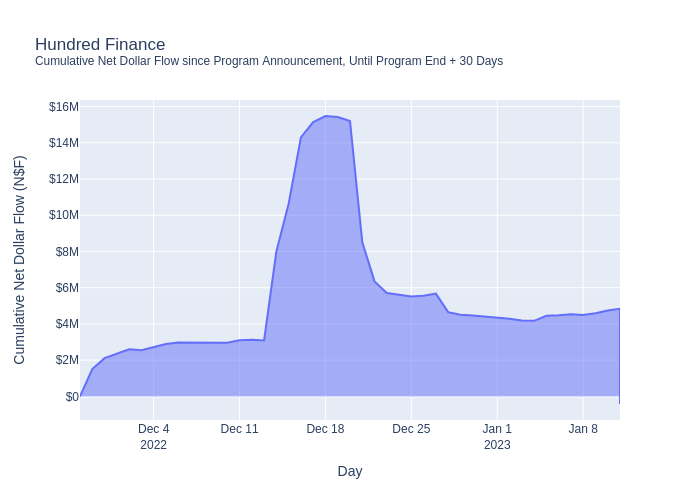 Hundred Finance
Cumulative Net Dollar Flow since Program Announcement, Until Program End + 30 Days
Cumulative Net Dollar Flow (N$F)
$16M
$14M
$12M
$10M
$8M
$6M
$4M
$2M
$0
Dec 4
2022
Dec 11
Dec 18
Dec 25
Jan 1
2023
Jan 8
Day